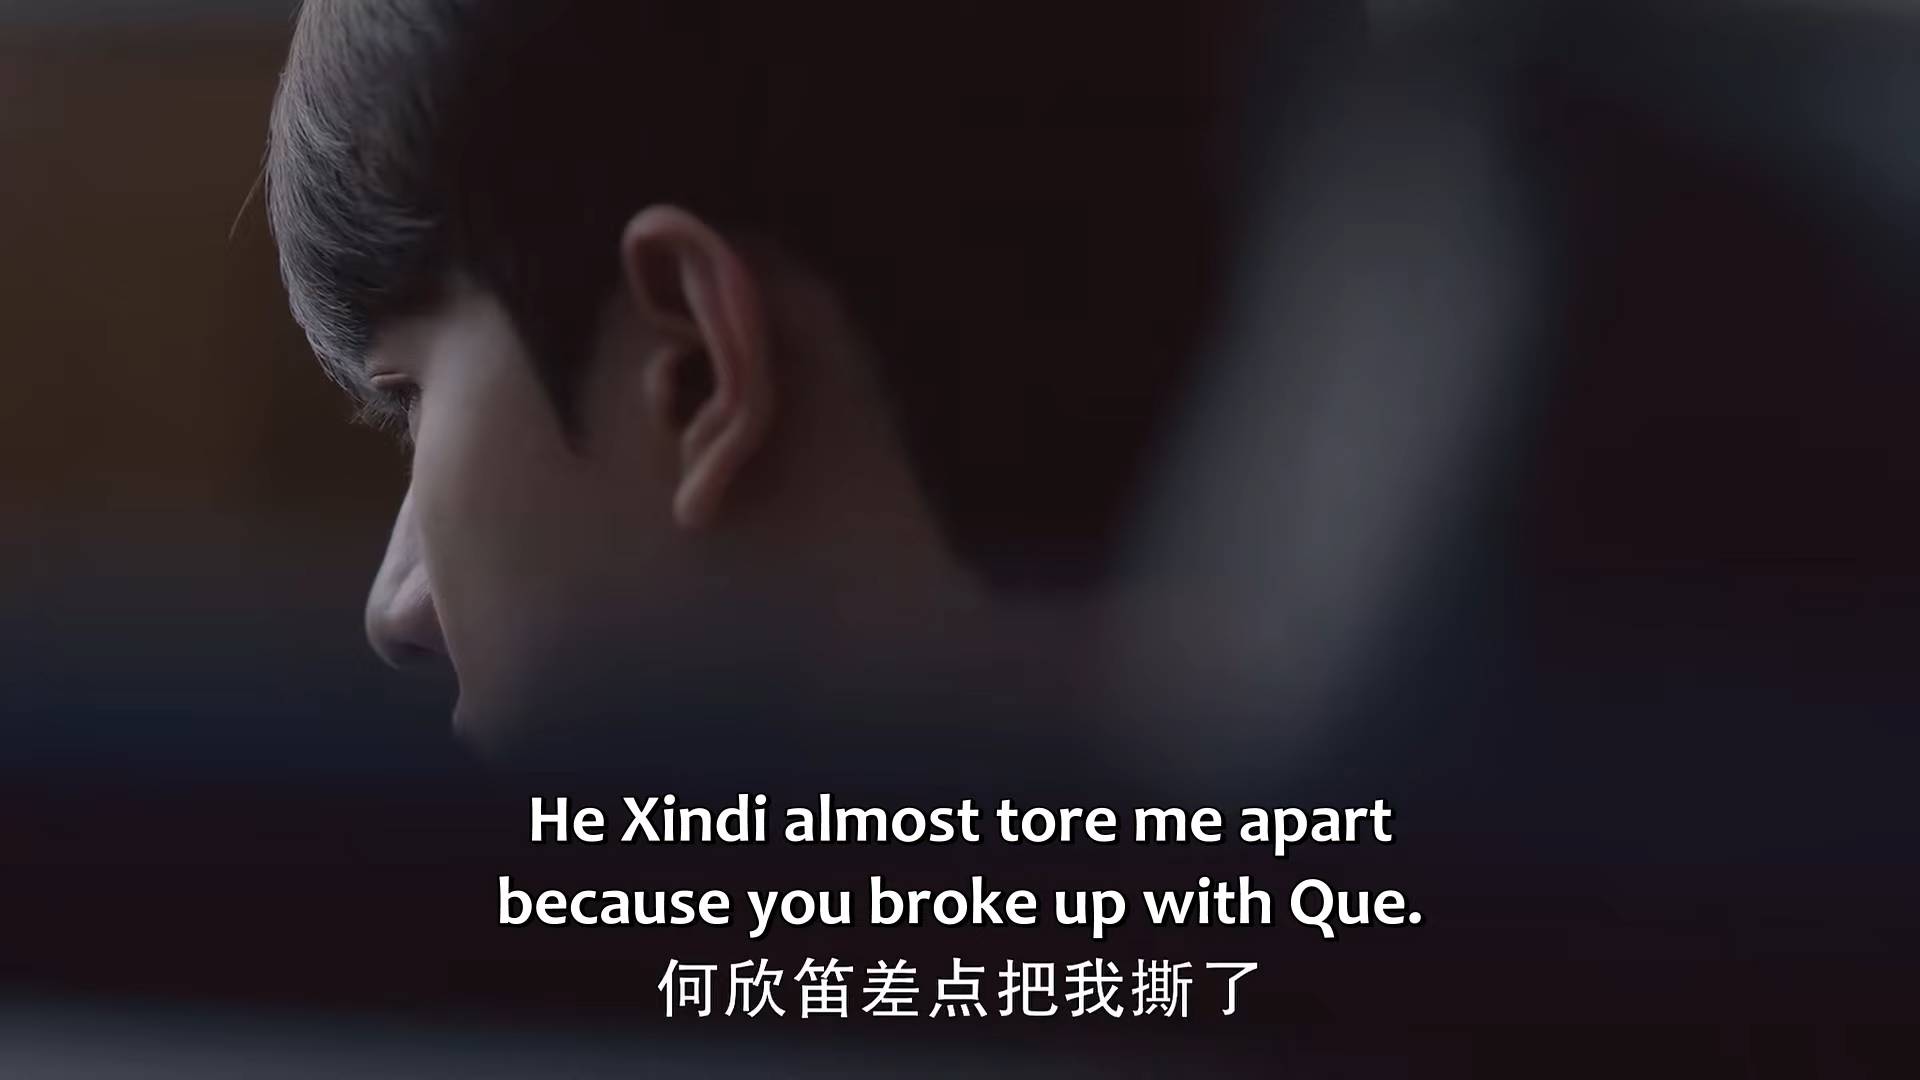 He Xindi almost tore me apart
because you broke up with Que.
何欣笛差点把我撕了